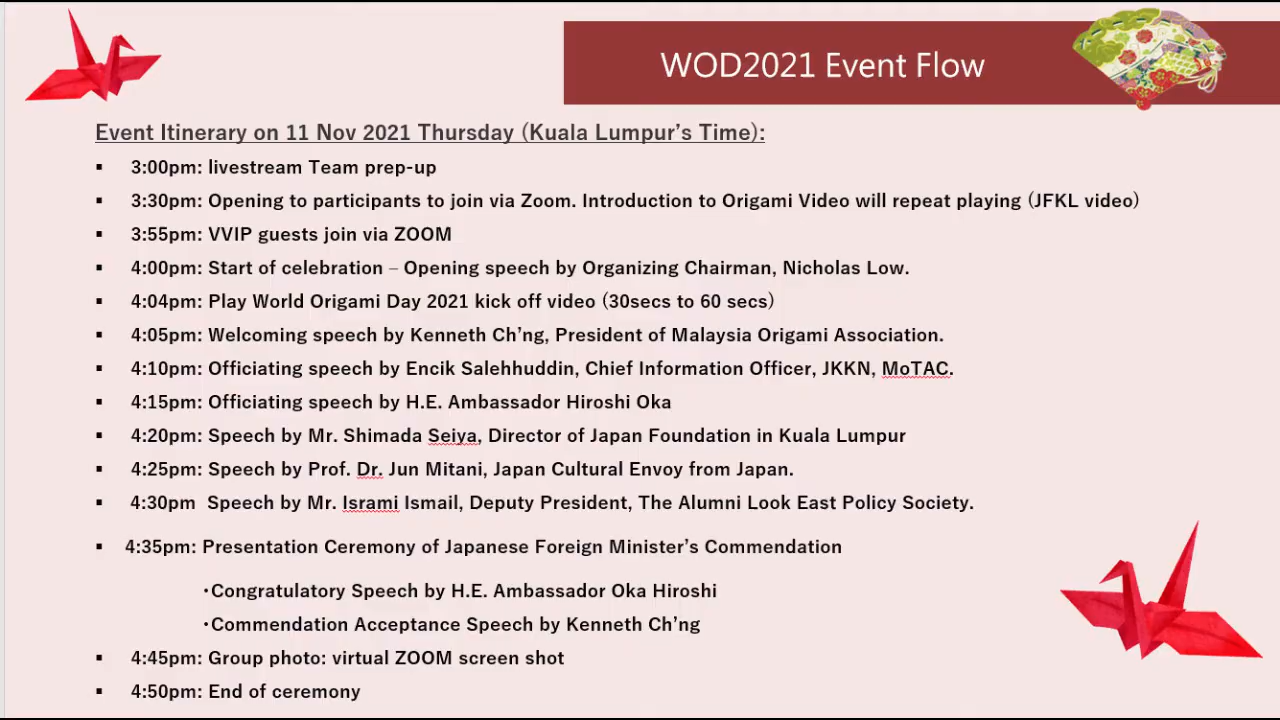 WOD2021 Event Flow
Event Itinerary on 11 Nov 2021 Thursday (Kuala Lumpur's Time):
▪ 3:00pm: livestream Team prep-up
▪ 3:30pm: Opening to participants to join via Zoom. Introduction to Origami Video will repeat playing (JFKL video)
▪ 3:55pm: VVIP guests join via ZOOM
▪ 4:00pm: Start of celebration – Opening speech by Organizing Chairman, Nicholas Low.
▪ 4:04pm: Play World Origami Day 2021 kick off video (30secs to 60 secs)
▪ 4:05pm: Welcoming speech by Kenneth Ch'ng, President of Malaysia Origami Association.
▪ 4:10pm: Officiating speech by Encik Salehhuddin, Chief Information Officer, JKKN, MoTAC.
▪ 4:15pm: Officiating speech by H.E. Ambassador Hiroshi Oka
▪ 4:20pm: Speech by Mr. Shimada Seiya, Director of Japan Foundation in Kuala Lumpur
▪ 4:25pm: Speech by Prof. Dr. Jun Mitani, Japan Cultural Envoy from Japan.
▪ 4:30pm Speech by Mr. Isrami Ismail, Deputy President, The Alumni Look East Policy Society.
▪ 4:35pm: Presentation Ceremony of Japanese Foreign Minister's Commendation
・Congratulatory Speech by H.E. Ambassador Oka Hiroshi
・Commendation Acceptance Speech by Kenneth Ch'ng
▪ 4:45pm: Group photo: virtual ZOOM screen shot
▪ 4:50pm: End of ceremony